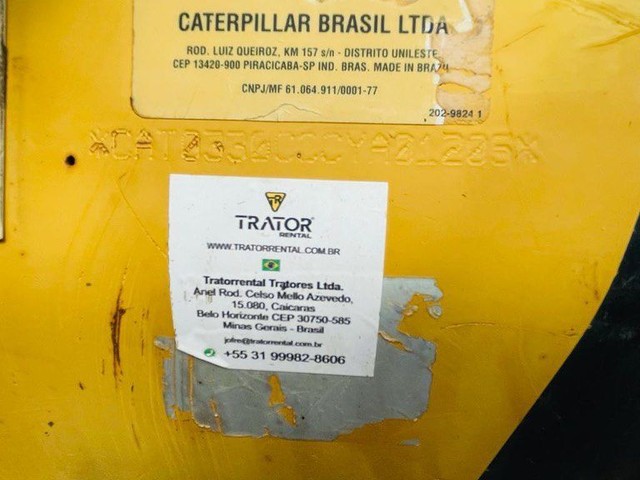 CATERPILLAR BRASIL LTDA
ROD. LUIZ QUEIROZ, KM 157 s/n - DISTRITO UNILESTE
CEP 13420-900 PIRACICABA-SP IND. BRAS. MADE IN BRAZIL
CNPJ/MF 61.064.911/0001-77
202-9824 1
TR
TRATOR
RENTAL
WWW.TRATORRENTAL.COM.BR
Tratorrental Tratores Ltda.
Anel Rod. Celso Mello Azevedo,
15.080, Caicaras
Belo Horizonte CEP 30750-585
Minas Gerais - Brasil
jofre@tratorrental.com.br
+55 31 99982-8606